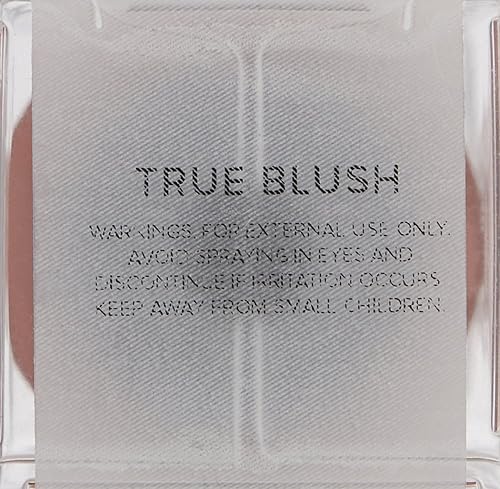 TRUE BLUSH
WARNINGS. FOR EXTERNAL USE ONLY.
AVOID SPRAYING IN EYES AND
DISCONTINUE IF IRRITATION OCCURS
KEEP AWAY FROM SMALL CHILDREN.